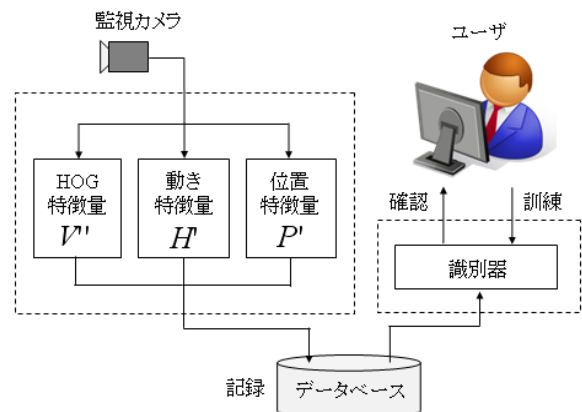 監視カメラ
ユーザ
HOG
特徴量
V''
動き
特徴量
H'
位置
特徴量
P'
確認
訓練
識別器
記録
データベース